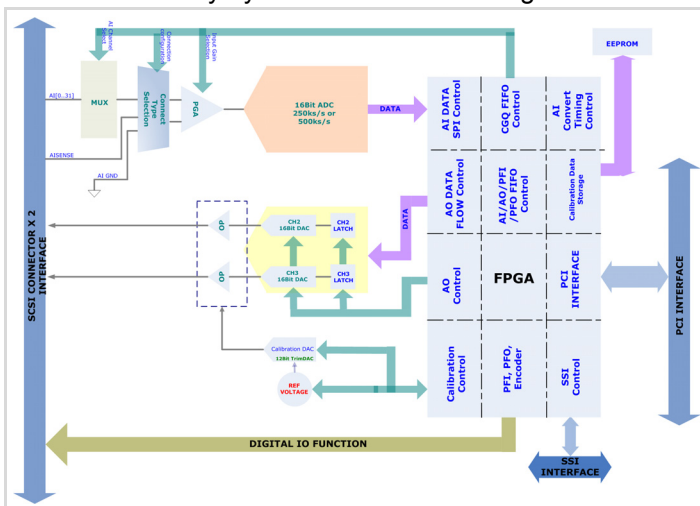 AI Channel
Select
Connection
configuration
Input Gain
Selection
EEPROM
AI[0..31]
MUX
Connect
Type
Selection
PGA
16Bit ADC
250ks/s or
500ks/s
DATA
AI DATA
SPI Control
CGQ FIFO
Control
AI
Convert
Timing
Control
AISENSE
AI GND
AO DATA
FLOW Control
AI/AO/PFI
/PFO FIFO
Control
Calibration Data
Storage
DATA
OP
CH2
16Bit DAC
CH2
LATCH
OP
CH3
16Bit DAC
CH3
LATCH
AO
Control
FPGA
PCI
INTERFACE
SCSI CONNECTOR X 2
INTERFACE
PCI INTERFACE
Calibration DAC
12Bit TrimDAC
REF
VOLTAGE
Calibration
Control
PFI, PFO,
Encoder
SSI
Control
DIGITAL IO FUNCTION
SSI
INTERFACE